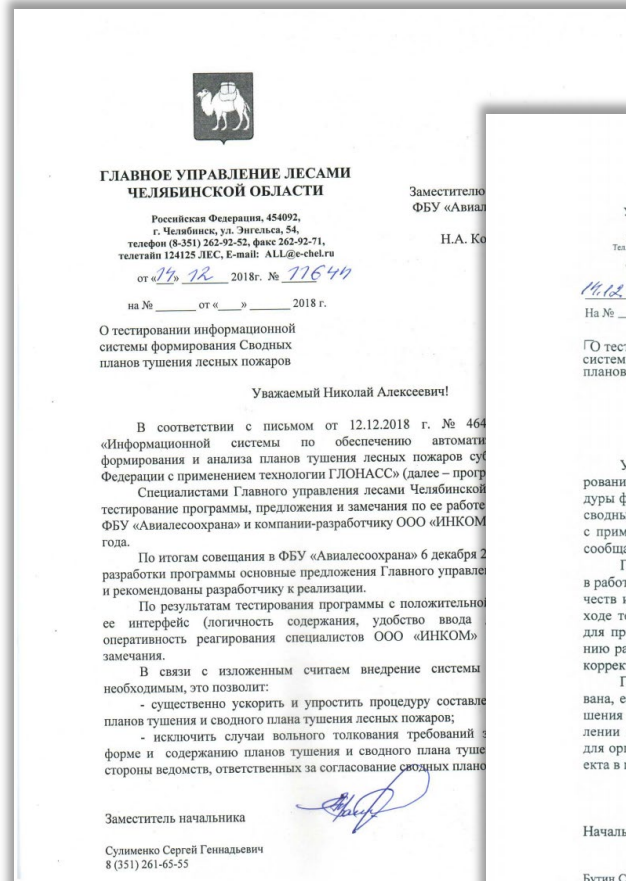 ГЛАВНОЕ УПРАВЛЕНИЕ ЛЕСАМИ
ЧЕЛЯБИНСКОЙ ОБЛАСТИ
Российская Федерация, 454092,
г. Челябинск, ул. Энгельса, 54,
телефон (8-351) 262-92-52, факс 262-92-71,
телетайп 124125 ЛЕС, E-mail: ALL@e-chel.ru
от «14» 12 2018г. № 11644
на № ______ от «___» ______ 2018 г.
Заместителю
ФБУ «Авиал
Н.А. Ко
О тестировании информационной
системы формирования Сводных
планов тушения лесных пожаров
Уважаемый Николай Алексеевич!
В соответствии с письмом от 12.12.2018 г. № 464
«Информационной системы по обеспечению автомати
формирования и анализа планов тушения лесных пожаров суб
Федерации с применением технологии ГЛОНАСС» (далее – прогр
Специалистами Главного управления лесами Челябинской
тестирование программы, предложения и замечания по ее работе
ФБУ «Авиалесоохрана» и компании-разработчику ООО «ИНКОМ
года.
По итогам совещания в ФБУ «Авиалесоохрана» 6 декабря 2
разработки программы основные предложения Главного управле
и рекомендованы разработчику к реализации.
По результатам тестирования программы с положительной
ее интерфейс (логичность содержания, удобство ввода
оперативность реагирования специалистов ООО «ИНКОМ»
замечания.
В связи с изложенным считаем внедрение системы
необходимым, это позволит:
- существенно ускорить и упростить процедуру составле
планов тушения и сводного плана тушения лесных пожаров;
- исключить случаи вольного толкования требований з
форме и содержанию планов тушения и сводного плана туше
стороны ведомств, ответственных за согласование сводных плано
Заместитель начальника
Сулименко Сергей Геннадьевич
8 (351) 261-65-55
У
Тел
14.12
На № _
О тест
систем
планов
У
ровани
дуры ф
сводны
с прим
сообща
П
в работ
честв и
ходе те
для пр
нию ра
коррек
П
вана, е
шения
лении
для орг
екта в п
Началь
Бутин С